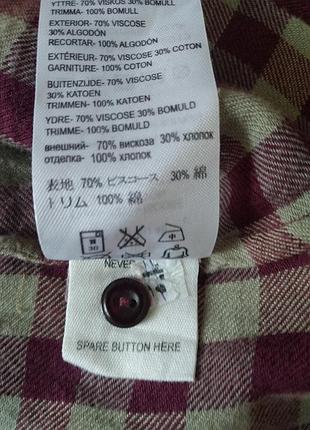 YTTRE- 70% VISKOS 30% BOMULL
TRIMMA- 100% BOMULL
EXTERIOR- 70% VISCOSE
30% ALGODÓN
RECORTAR- 100% ALGODÓN
EXTÉRIEUR- 70% VISCOSE 30% COTON
GARNITURE- 100% COTON
BUITENZIJDE- 70% VISCOSE
30% KATOEN
TRIMMEN- 100% KATOEN
YDRE- 70% VISCOSE 30% BOMULD
TRIMME- 100% BOMULD
внешний- 70% вискоза 30% хлопок
отделка- 100% хлопок
表地 70% ビスコース 30% 綿
トリム 100% 綿
30
中
NEVER
SPARE BUTTON HERE